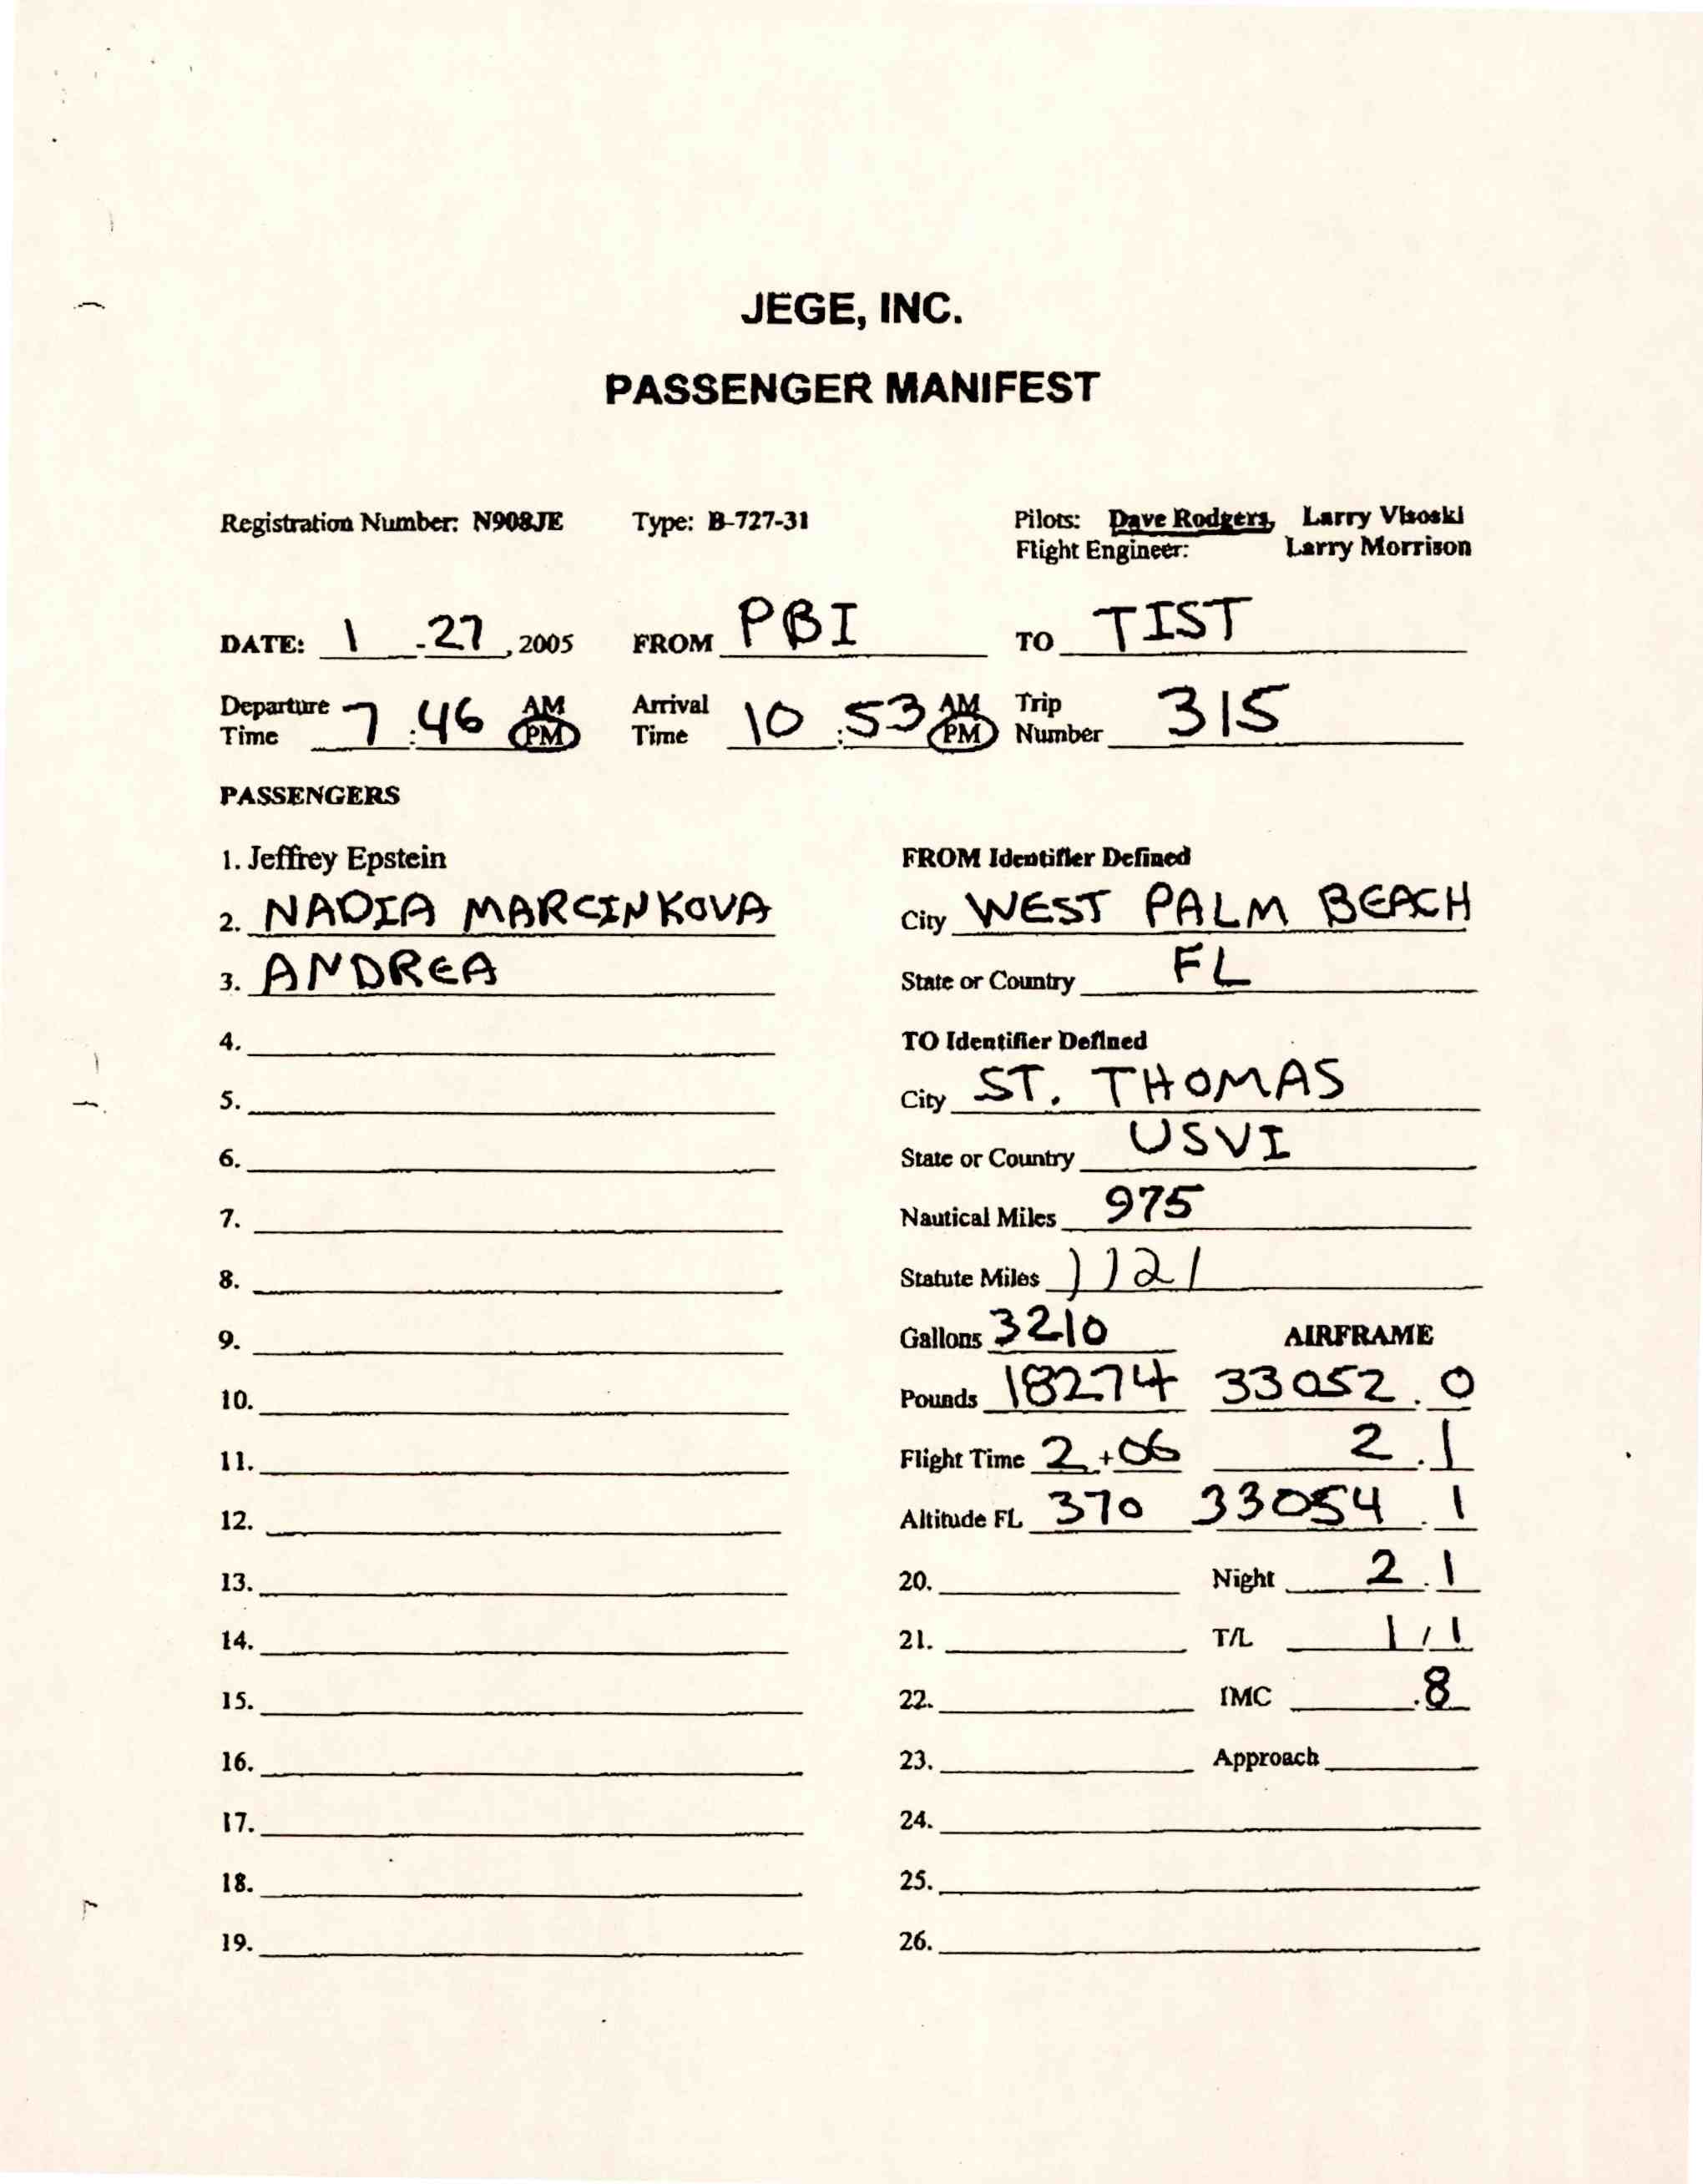 JEGE, INC.
PASSENGER MANIFEST
Registration Number: N908JE Type: B-727-31 Pilots: Dave Rodgers, Larry Visoski
Flight Engineer: Larry Morrison
DATE: 1 - 27, 2005 FROM PBI TO TIST
Departure Time 7:46 AM PM Arrival Time 10:53 AM PM Trip Number 315
PASSENGERS
1. Jeffrey Epstein
2. NADIA MARCINKOVA
3. ANDREA
4.
5.
6.
7.
8.
9.
10.
11.
12.
13.
14.
15.
16.
17.
18.
19.
FROM Identifier Defined
City WEST PALM BEACH
State or Country FL
TO Identifier Defined
City ST. THOMAS
State or Country USVI
Nautical Miles 975
Statute Miles 1121
Gallons 3210 AIRFRAME
Pounds 18274 33052.0
Flight Time 2+06 2.1
Altitude FL 370 33054.1
20. Night 2.1
21. T/L 1/1
22. IMC .8
23. Approach
24.
25.
26.